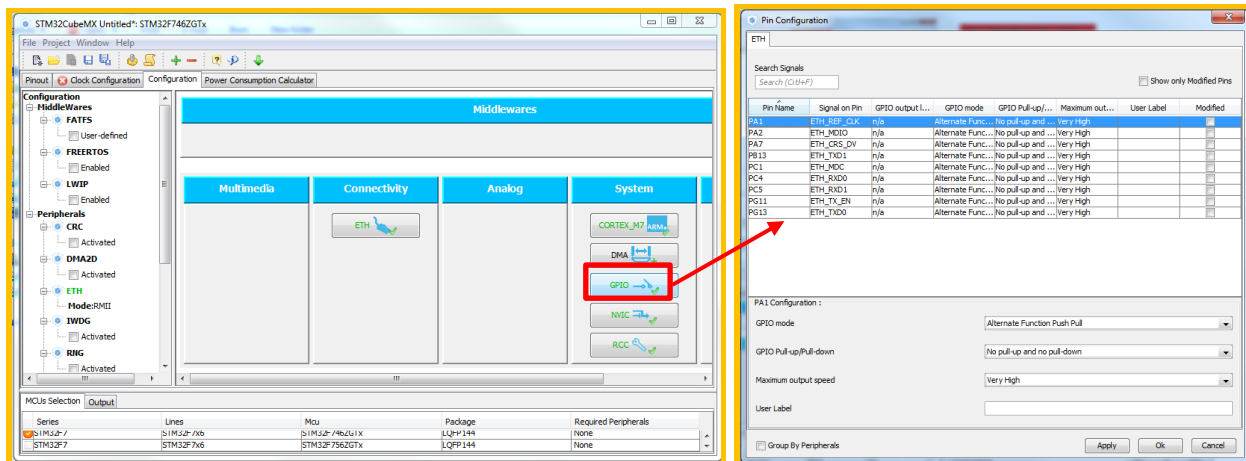 STM32CubeMX Untitled*: STM32F746ZGTx
File Project Window Help
Pinout Clock Configuration Configuration Power Consumption Calculator
Configuration
MiddleWares
FATFS
User-defined
FREERTOS
Enabled
LWIP
Enabled
Peripherals
CRC
Activated
DMA2D
Activated
ETH
Mode:RMII
IWDG
Activated
RNG
Activated
Middlewares
Multimedia Connectivity Analog System
ETH
CORTEX_M7 ARM
DMA
GPIO
NVIC
RCC
MCUs Selection Output
Series Lines Mcu Package Required Peripherals
STM32F7 STM32F7x6 STM32F746ZGTx LQFP144 None
STM32F7 STM32F7x6 STM32F756ZGTx LQFP144 None
Pin Configuration
ETH
Search Signals
Search (Crtl+F)
Show only Modified Pins
Pin Name Signal on Pin GPIO output l... GPIO mode GPIO Pull-up/... Maximum out... User Label Modified
PA1 ETH_REF_CLK n/a Alternate Func... No pull-up and ... Very High
PA2 ETH_MDIO n/a Alternate Func... No pull-up and ... Very High
PA7 ETH_CRS_DV n/a Alternate Func... No pull-up and ... Very High
PB13 ETH_TXD1 n/a Alternate Func... No pull-up and ... Very High
PC1 ETH_MDC n/a Alternate Func... No pull-up and ... Very High
PC4 ETH_RXD0 n/a Alternate Func... No pull-up and ... Very High
PC5 ETH_RXD1 n/a Alternate Func... No pull-up and ... Very High
PG11 ETH_TX_EN n/a Alternate Func... No pull-up and ... Very High
PG13 ETH_TXD0 n/a Alternate Func... No pull-up and ... Very High
PA1 Configuration :
GPIO mode Alternate Function Push Pull
GPIO Pull-up/Pull-down No pull-up and no pull-down
Maximum output speed Very High
User Label
Group By Peripherals Apply Ok Cancel